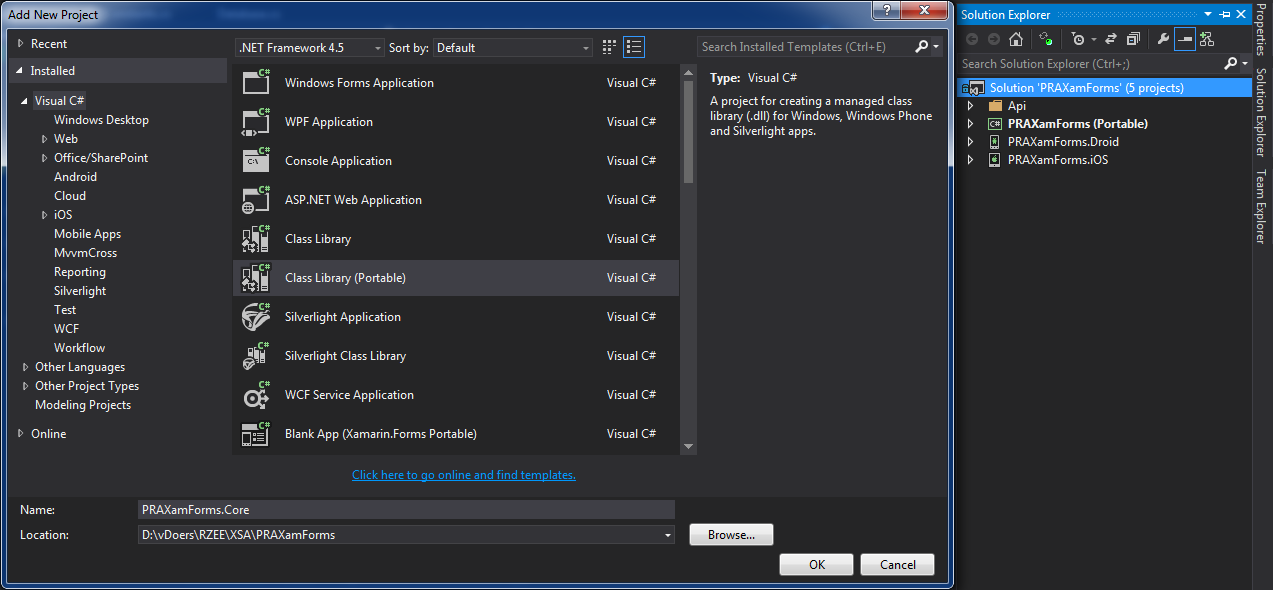 Add New Project
?
X
Recent
Installed
Visual C#
Windows Desktop
Web
Office/SharePoint
Android
Cloud
iOS
Mobile Apps
MvvmCross
Reporting
Silverlight
Test
WCF
Workflow
Other Languages
Other Project Types
Modeling Projects
Online
.NET Framework 4.5 Sort by: Default
Windows Forms Application Visual C#
WPF Application Visual C#
Console Application Visual C#
ASP.NET Web Application Visual C#
Class Library Visual C#
Class Library (Portable) Visual C#
Silverlight Application Visual C#
Silverlight Class Library Visual C#
WCF Service Application Visual C#
Blank App (Xamarin.Forms Portable) Visual C#
Click here to go online and find templates.
Search Installed Templates (Ctrl+E)
Type: Visual C#
A project for creating a managed class
library (.dll) for Windows, Windows Phone
and Silverlight apps.
Name: PRAXamForms.Core
Location: D:\vDoers\RZEE\XSA\PRAXamForms
Browse...
OK Cancel
Solution Explorer
Search Solution Explorer (Ctrl+;)
Solution 'PRAXamForms' (5 projects)
Api
C# PRAXamForms (Portable)
PRAXamForms.Droid
PRAXamForms.iOS
Properties
Solution Explorer
Team Explorer